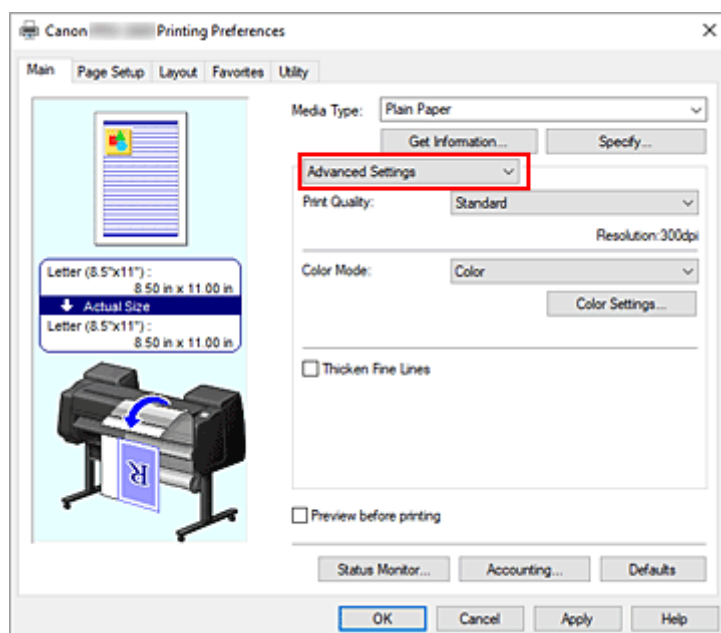 Canon Printing Preferences
Main Page Setup Layout Favorites Utility
Media Type: Plain Paper
Get Information... Specify...
Advanced Settings
Print Quality: Standard
Resolution:300dpi
Letter (8.5"x11") :
8.50 in x 11.00 in
Actual Size
Letter (8.5"x11") :
8.50 in x 11.00 in
Color Mode: Color
Color Settings...
Thicken Fine Lines
R
Preview before printing
Status Monitor... Accounting... Defaults
OK Cancel Apply Help